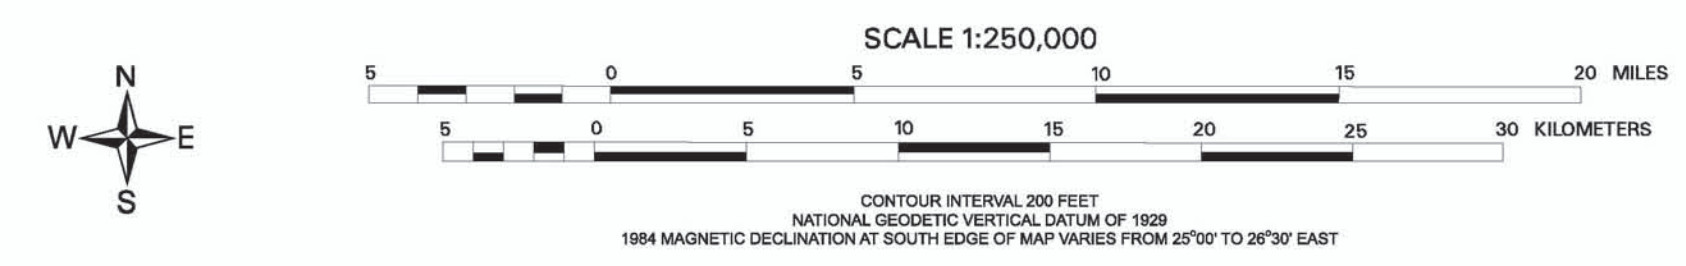 SCALE 1:250,000
N
W E
S
5 0 5 10 15 20 MILES
5 0 5 10 15 20 25 30 KILOMETERS
CONTOUR INTERVAL 200 FEET
NATIONAL GEODETIC VERTICAL DATUM OF 1929
1984 MAGNETIC DECLINATION AT SOUTH EDGE OF MAP VARIES FROM 25°00' TO 26°30' EAST